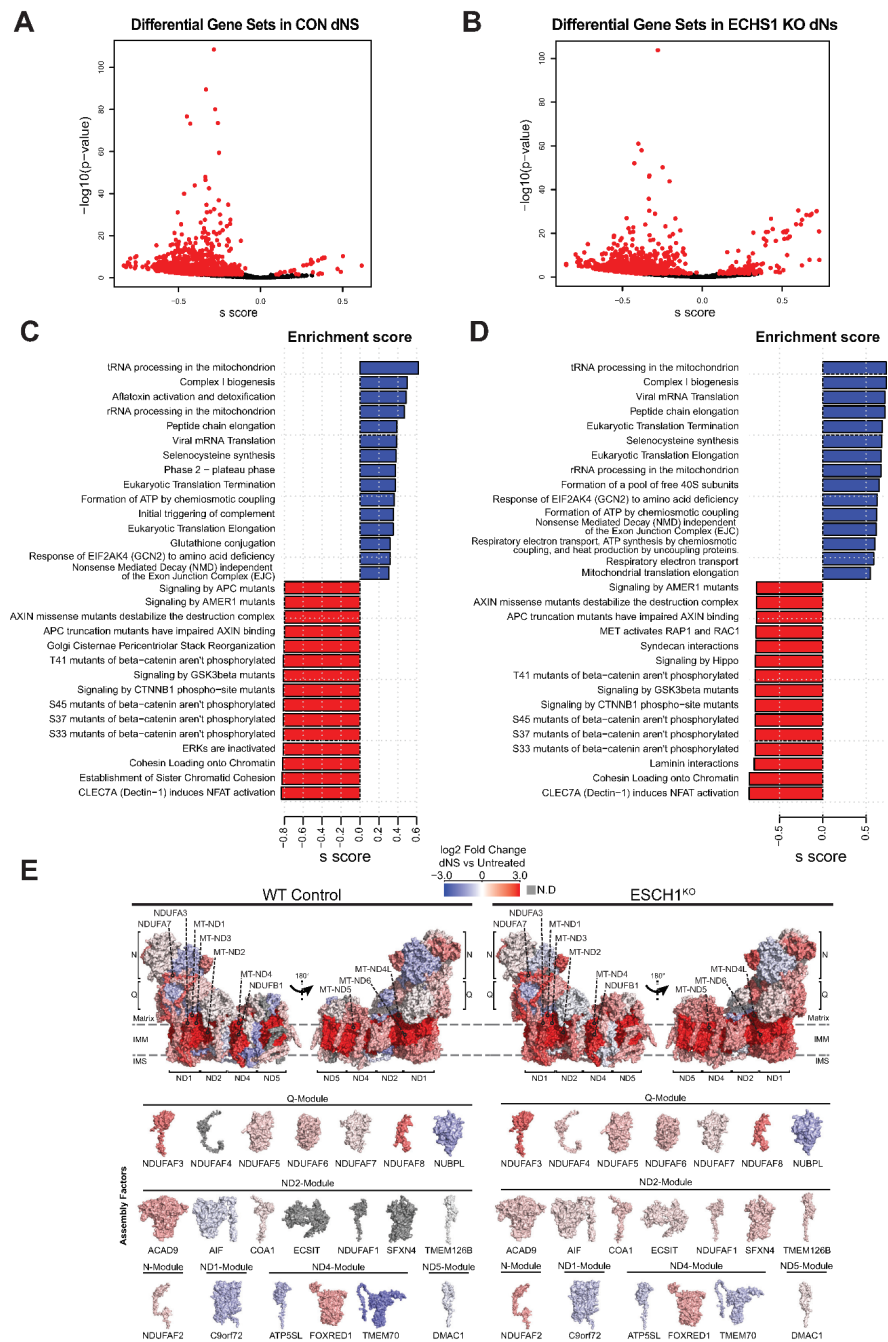 A
Differential Gene Sets in CON dNS
−log10(p−value)
100
80
60
40
20
0
−0.5
0.0
0.5
s score
B
Differential Gene Sets in ECHS1 KO dNs
−log10(p−value)
100
80
60
40
20
0
−0.5
0.0
0.5
s score
C
Enrichment score
tRNA processing in the mitochondrion
Complex I biogenesis
Aflatoxin activation and detoxification
rRNA processing in the mitochondrion
Peptide chain elongation
Viral mRNA Translation
Selenocysteine synthesis
Phase 2 − plateau phase
Eukaryotic Translation Termination
Formation of ATP by chemiosmotic coupling
Initial triggering of complement
Eukaryotic Translation Elongation
Glutathione conjugation
Response of EIF2AK4 (GCN2) to amino acid deficiency
Nonsense Mediated Decay (NMD) independent
of the Exon Junction Complex (EJC)
Signaling by APC mutants
Signaling by AMER1 mutants
AXIN missense mutants destabilize the destruction complex
APC truncation mutants have impaired AXIN binding
Golgi Cisternae Pericentriolar Stack Reorganization
T41 mutants of beta−catenin aren't phosphorylated
Signaling by GSK3beta mutants
Signaling by CTNNB1 phospho−site mutants
S45 mutants of beta−catenin aren't phosphorylated
S37 mutants of beta−catenin aren't phosphorylated
S33 mutants of beta−catenin aren't phosphorylated
ERKs are inactivated
Cohesin Loading onto Chromatin
Establishment of Sister Chromatid Cohesion
CLEC7A (Dectin−1) induces NFAT activation
−0.8
−0.6
−0.4
−0.2
0.0
0.2
0.4
0.6
s score
D
Enrichment score
tRNA processing in the mitochondrion
Complex I biogenesis
Viral mRNA Translation
Peptide chain elongation
Eukaryotic Translation Termination
Selenocysteine synthesis
Eukaryotic Translation Elongation
rRNA processing in the mitochondrion
Formation of a pool of free 40S subunits
Response of EIF2AK4 (GCN2) to amino acid deficiency
Formation of ATP by chemiosmotic coupling
Nonsense Mediated Decay (NMD) independent
of the Exon Junction Complex (EJC)
Respiratory electron transport, ATP synthesis by chemiosmotic
coupling, and heat production by uncoupling proteins.
Respiratory electron transport
Mitochondrial translation elongation
Signaling by AMER1 mutants
AXIN missense mutants destabilize the destruction complex
APC truncation mutants have impaired AXIN binding
MET activates RAP1 and RAC1
Syndecan interactions
Signaling by Hippo
T41 mutants of beta−catenin aren't phosphorylated
Signaling by GSK3beta mutants
Signaling by CTNNB1 phospho−site mutants
S45 mutants of beta−catenin aren't phosphorylated
S37 mutants of beta−catenin aren't phosphorylated
S33 mutants of beta−catenin aren't phosphorylated
Laminin interactions
Cohesin Loading onto Chromatin
CLEC7A (Dectin−1) induces NFAT activation
−0.5
0.0
0.5
s score
E
log2 Fold Change
dNS vs Untreated
−3.0 0 3.0
N.D
WT Control
NDUFA3
NDUFA7
MT-ND1
MT-ND3
MT-ND2
MT-ND4
NDUFB1
180°
MT-ND4L
MT-ND6
MT-ND5
N
Q
Matrix
IMM
IMS
ND1 ND2 ND4 ND5
ND5 ND4 ND2 ND1
N
Q
ESCH1KO
NDUFA3
NDUFA7
MT-ND1
MT-ND3
MT-ND2
MT-ND4
NDUFB1
180°
MT-ND4L
MT-ND6
MT-ND5
N
Q
Matrix
IMM
IMS
ND1 ND2 ND4 ND5
ND5 ND4 ND2 ND1
N
Q
Assembly Factors
Q-Module
NDUFAF3 NDUFAF4 NDUFAF5 NDUFAF6 NDUFAF7 NDUFAF8 NUBPL
ND2-Module
ACAD9 AIF COA1 ECSIT NDUFAF1 SFXN4 TMEM126B
N-Module ND1-Module ND4-Module ND5-Module
NDUFAF2 C9orf72 ATP5SL FOXRED1 TMEM70 DMAC1
Q-Module
NDUFAF3 NDUFAF4 NDUFAF5 NDUFAF6 NDUFAF7 NDUFAF8 NUBPL
ND2-Module
ACAD9 AIF COA1 ECSIT NDUFAF1 SFXN4 TMEM126B
N-Module ND1-Module ND4-Module ND5-Module
NDUFAF2 C9orf72 ATP5SL FOXRED1 TMEM70 DMAC1